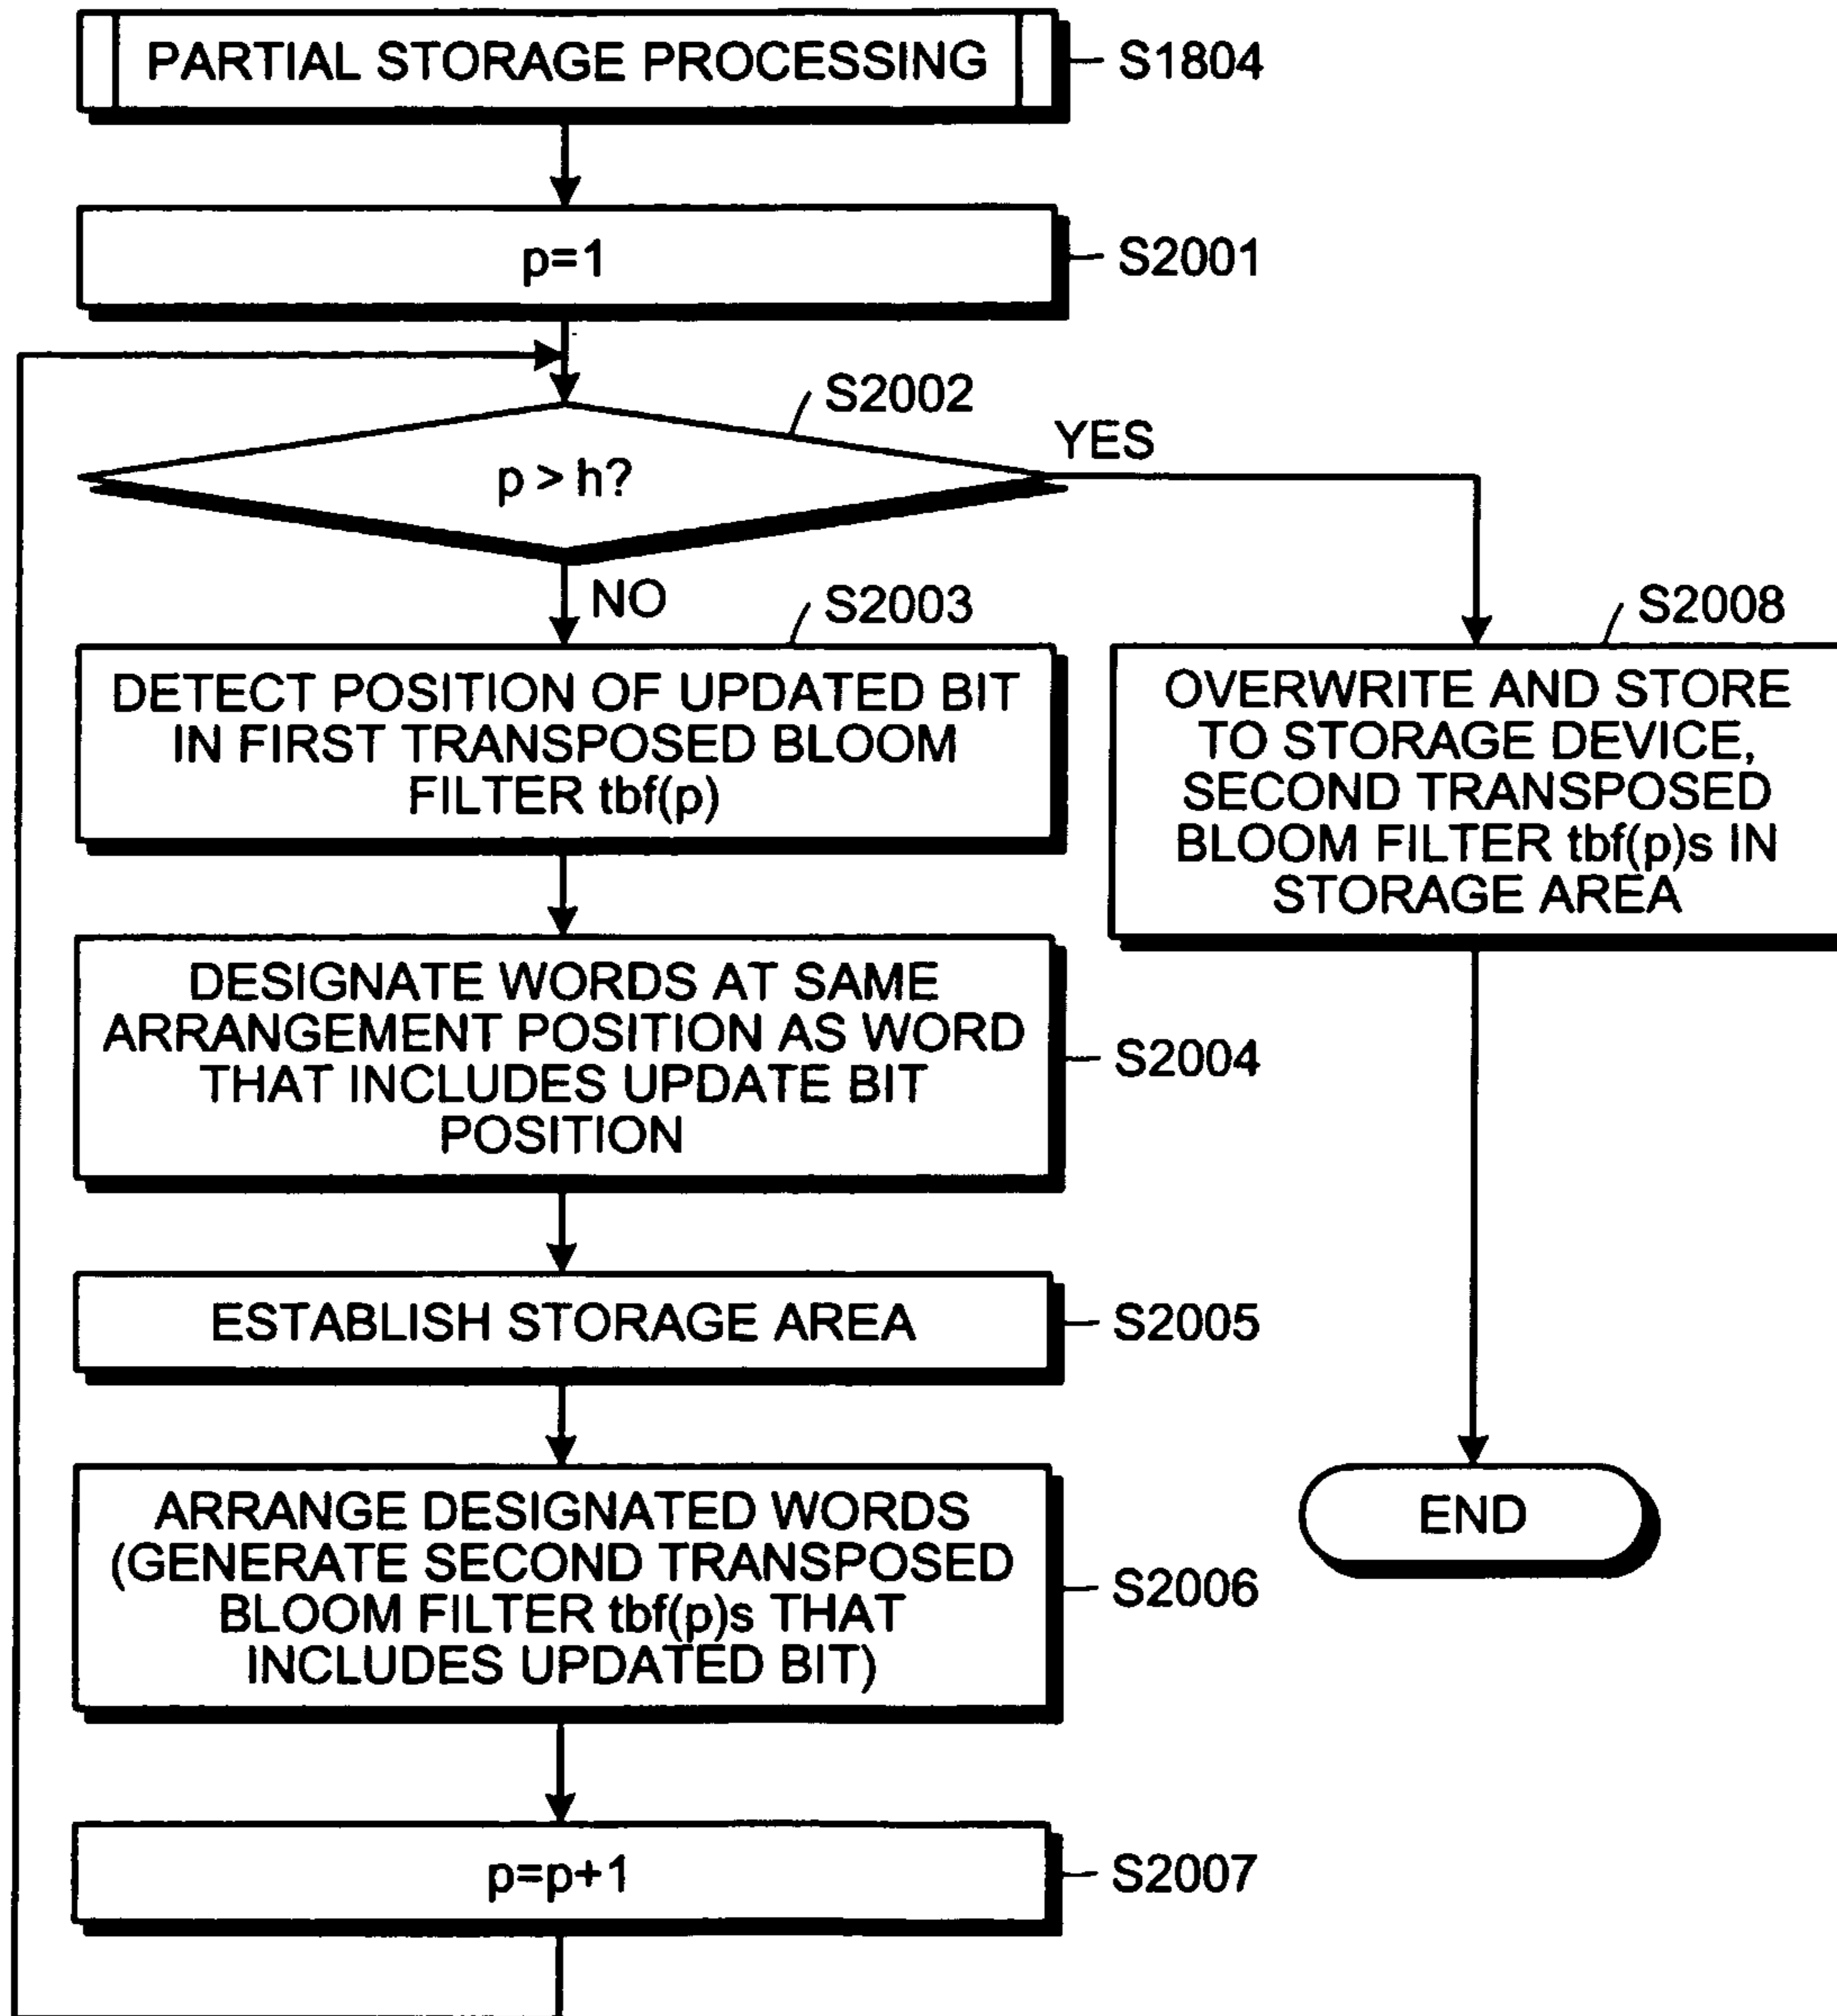 PARTIAL STORAGE PROCESSING
S1804
p=1
S2001
S2002
p > h?
YES
NO
S2003
DETECT POSITION OF UPDATED BIT
IN FIRST TRANSPOSED BLOOM
FILTER tbf(p)
S2008
OVERWRITE AND STORE
TO STORAGE DEVICE,
SECOND TRANSPOSED
BLOOM FILTER tbf(p)s IN
STORAGE AREA
DESIGNATE WORDS AT SAME
ARRANGEMENT POSITION AS WORD
THAT INCLUDES UPDATE BIT
POSITION
S2004
ESTABLISH STORAGE AREA
S2005
ARRANGE DESIGNATED WORDS
(GENERATE SECOND TRANSPOSED
BLOOM FILTER tbf(p)s THAT
INCLUDES UPDATED BIT)
S2006
END
p=p+1
S2007